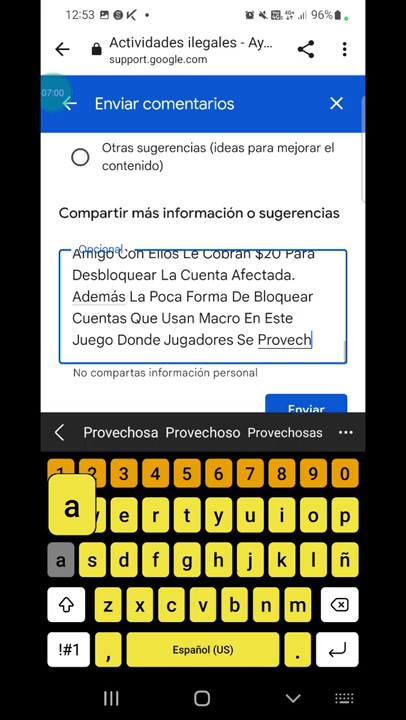 12:53
96%
Actividades ilegales - Ay...
support.google.com
07:00
Enviar comentarios
Otras sugerencias (ideas para mejorar el
contenido)
Compartir más información o sugerencias
Opcional
Amigo Con Ellos Le Cobran $20 Para
Desbloquear La Cuenta Afectada.
Además La Poca Forma De Bloquear
Cuentas Que Usan Macro En Este
Juego Donde Jugadores Se Provech
No compartas información personal
Enviar
Provechosa Provechoso Provechosas
1 2 3 4 5 6 7 8 9 0
a e r t y u i o p
a s d f g h j k l ñ
z x c v b n m
!#1 , Español (US) .